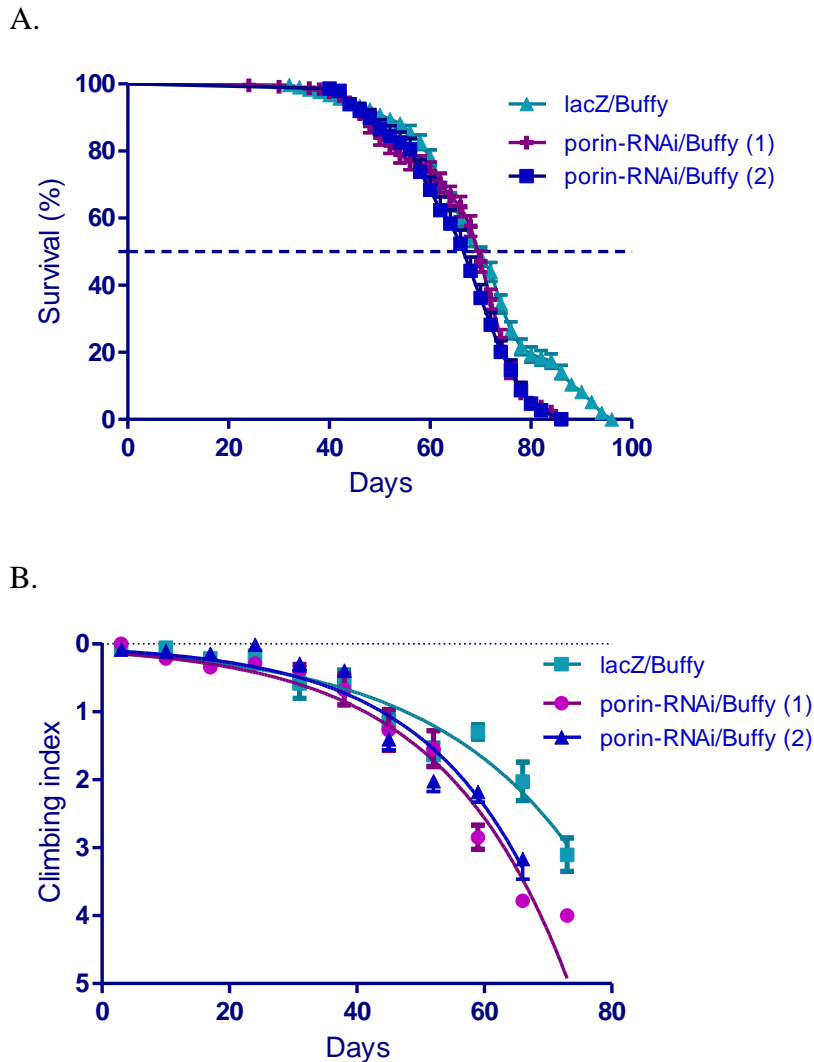 A.
100
80
60
40
20
0
Survival (%)
lacZ/Buffy
porin-RNAi/Buffy (1)
porin-RNAi/Buffy (2)
0 20 40 60 80 100
Days
B.
0
1
2
3
4
5
Climbing index
lacZ/Buffy
porin-RNAi/Buffy (1)
porin-RNAi/Buffy (2)
0 20 40 60 80
Days